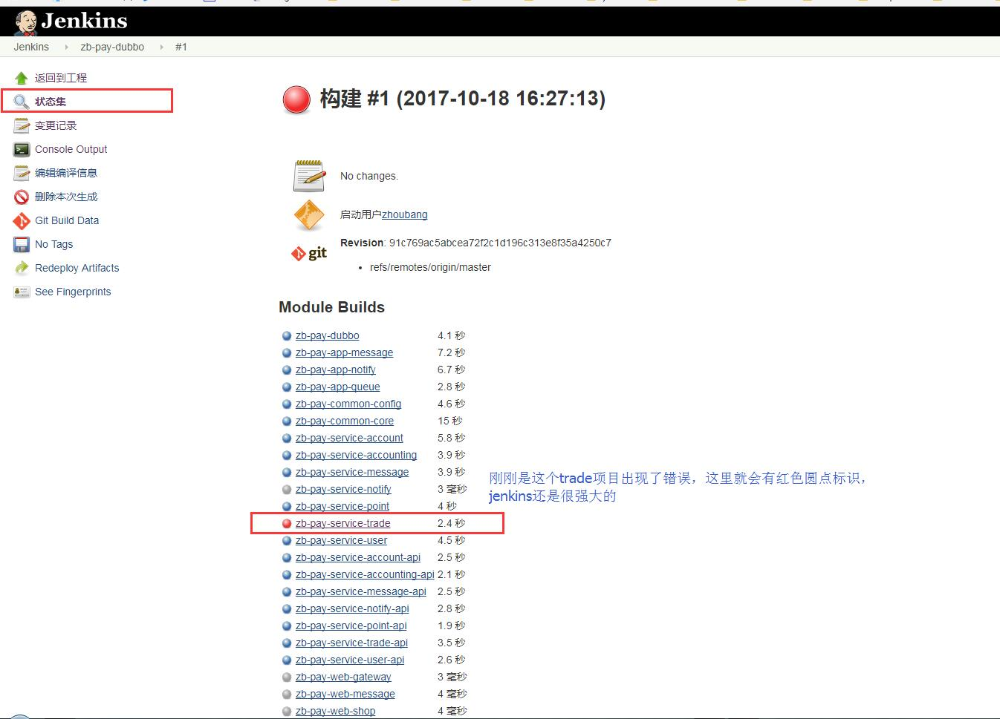 Jenkins
Jenkins zb-pay-dubbo #1
返回到工程
状态集
变更记录
Console Output
编辑编译信息
删除本次生成
Git Build Data
No Tags
Redeploy Artifacts
See Fingerprints
构建 #1 (2017-10-18 16:27:13)
No changes.
启动用户zhoubang
git
Revision: 91c769ac5abcea72f2c1d196c313e8f35a4250c7
refs/remotes/origin/master
Module Builds
zb-pay-dubbo 4.1 秒
zb-pay-app-message 7.2 秒
zb-pay-app-notify 6.7 秒
zb-pay-app-queue 2.8 秒
zb-pay-common-config 4.6 秒
zb-pay-common-core 15 秒
zb-pay-service-account 5.8 秒
zb-pay-service-accounting 3.9 秒
zb-pay-service-message 3.9 秒
刚刚是这个trade项目出现了错误，这里就会有红色圆点标识，
jenkins还是很强大的
zb-pay-service-notify 3 毫秒
zb-pay-service-point 4 秒
zb-pay-service-trade 2.4 秒
zb-pay-service-user 4.5 秒
zb-pay-service-account-api 2.5 秒
zb-pay-service-accounting-api 2.1 秒
zb-pay-service-message-api 2.5 秒
zb-pay-service-notify-api 2.8 秒
zb-pay-service-point-api 1.9 秒
zb-pay-service-trade-api 3.5 秒
zb-pay-service-user-api 2.6 秒
zb-pay-web-gateway 3 毫秒
zb-pay-web-message 4 毫秒
zb-pay-web-shop 4 毫秒